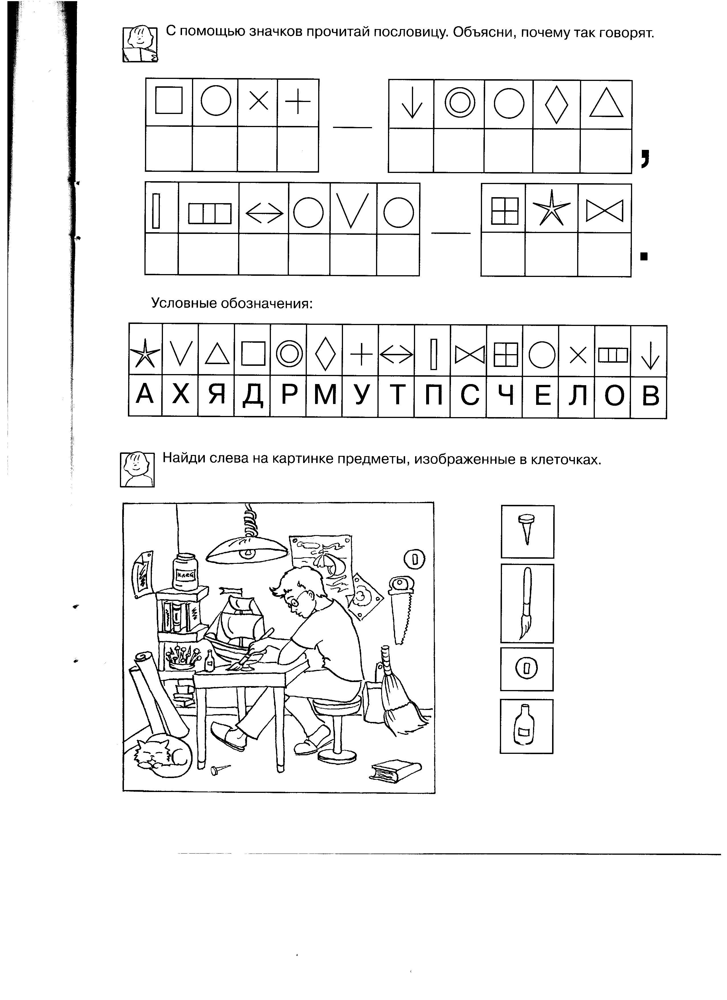 С помощью значков прочитай пословицу. Объясни, почему так говорят.
,
.
Условные обозначения:
А Х Я Д Р М У Т П С Ч Е Л О В
Найди слева на картинке предметы, изображенные в клеточках.
клей